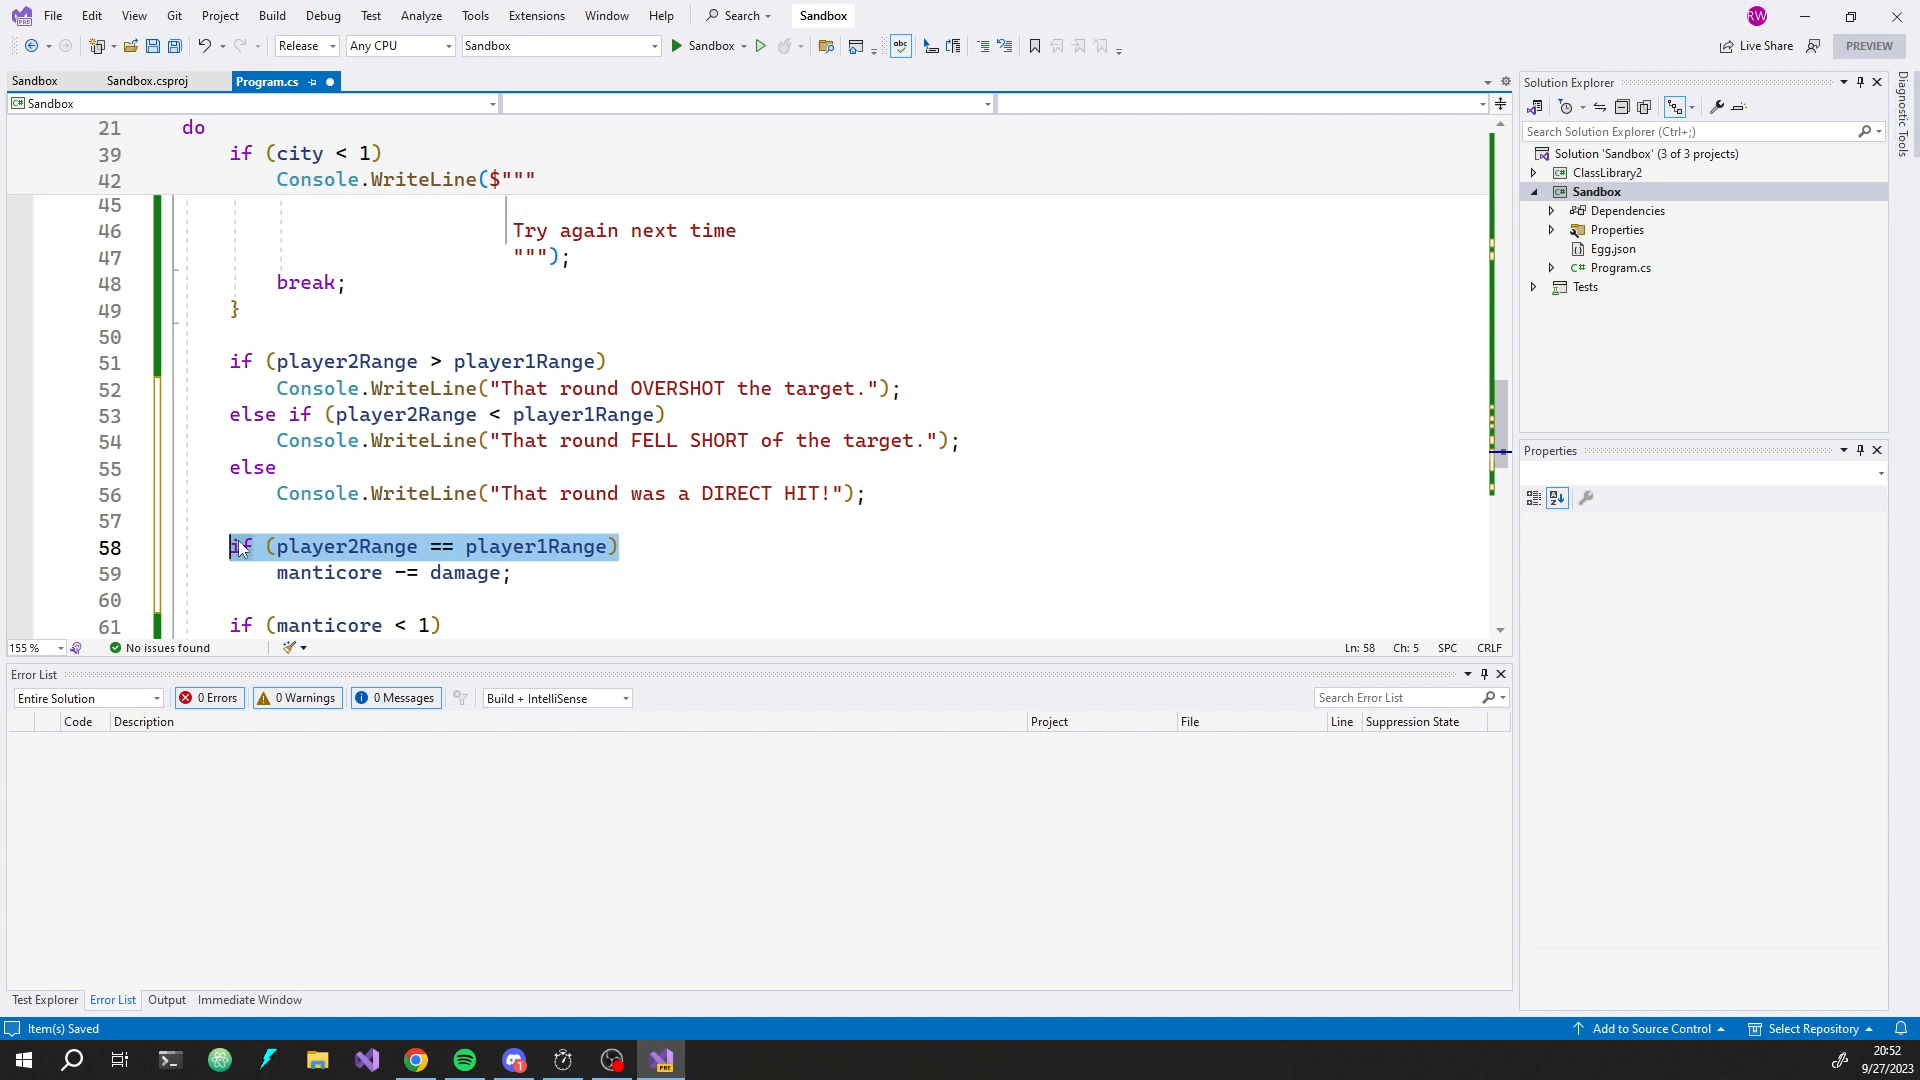 File Edit View Git Project Build Debug Test Analyze Tools Extensions Window Help Search Sandbox RW
Release Any CPU Sandbox Sandbox Live Share PREVIEW
Sandbox Sandbox.csproj Program.cs
Sandbox
21 do
39 if (city < 1)
42 Console.WriteLine($"""
45
46 Try again next time
47 """);
48 break;
49 }
50
51 if (player2Range > player1Range)
52 Console.WriteLine("That round OVERSHOT the target.");
53 else if (player2Range < player1Range)
54 Console.WriteLine("That round FELL SHORT of the target.");
55 else
56 Console.WriteLine("That round was a DIRECT HIT!");
57
58 if (player2Range == player1Range)
59 manticore -= damage;
60
61 if (manticore < 1)
155 % No issues found Ln: 58 Ch: 5 SPC CRLF
Error List
Entire Solution 0 Errors 0 Warnings 0 Messages Build + IntelliSense Search Error List
Code Description Project File Line Suppression State
Test Explorer Error List Output Immediate Window
Solution Explorer
Search Solution Explorer (Ctrl+;)
Solution 'Sandbox' (3 of 3 projects)
ClassLibrary2
Sandbox
Dependencies
Properties
Egg.json
C# Program.cs
Tests
Properties
Diagnostic Tools
Item(s) Saved Add to Source Control Select Repository
20:52
9/27/2023